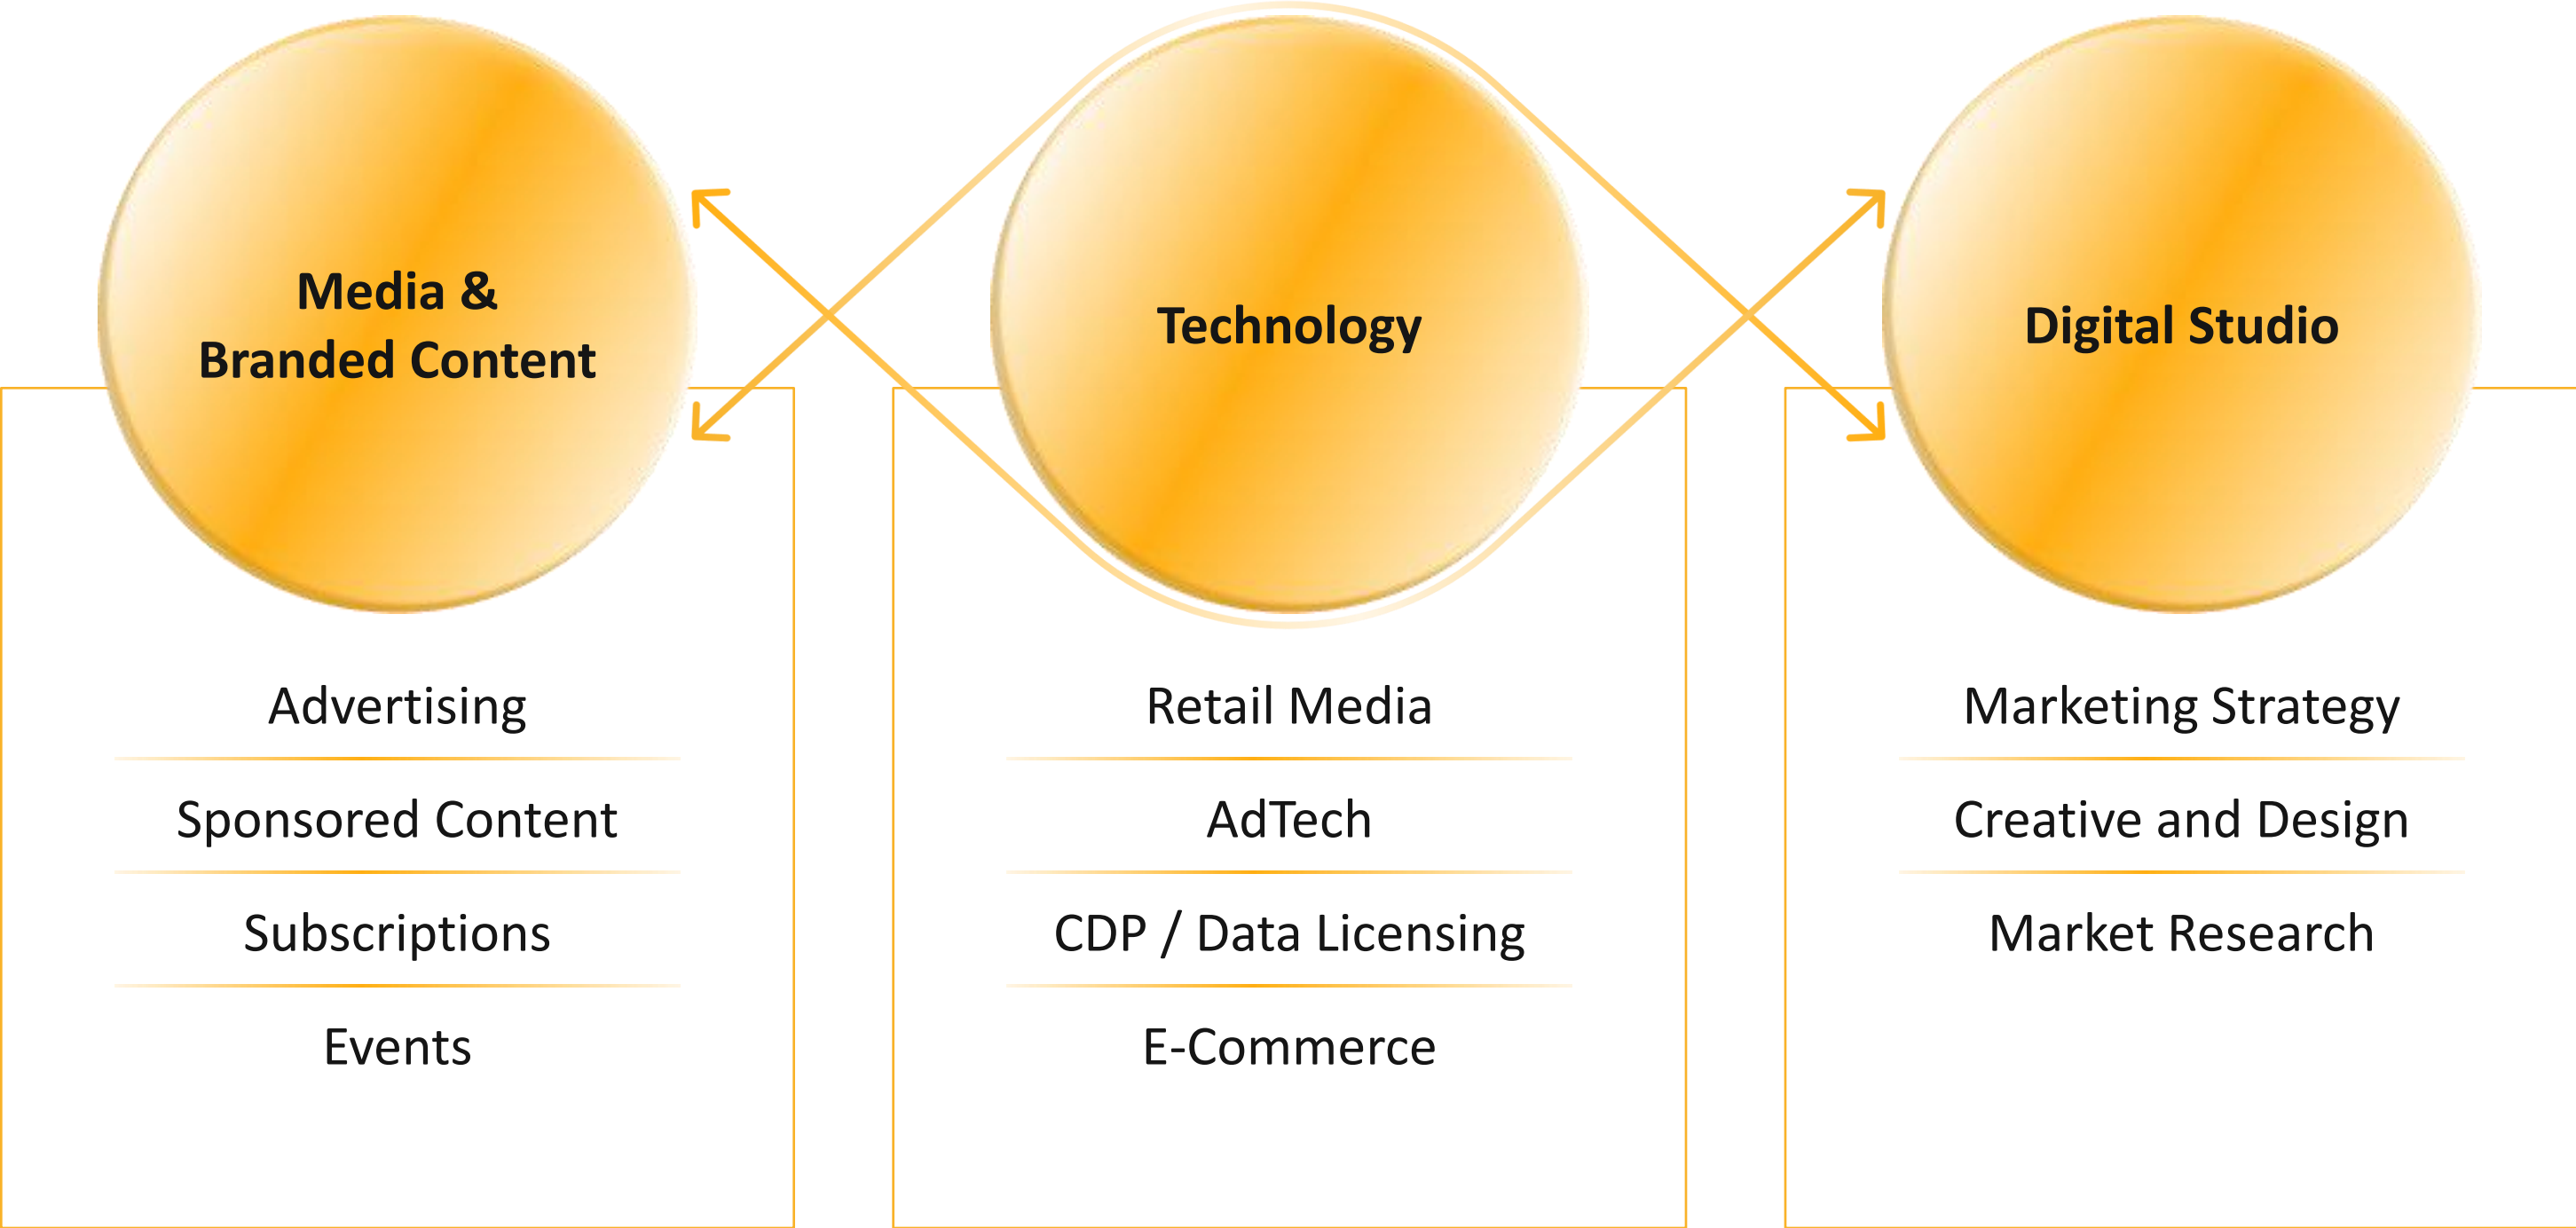 Media &
Branded Content
Advertising
Sponsored Content
Subscriptions
Events
Technology
Retail Media
AdTech
CDP / Data Licensing
E-Commerce
Digital Studio
Marketing Strategy
Creative and Design
Market Research